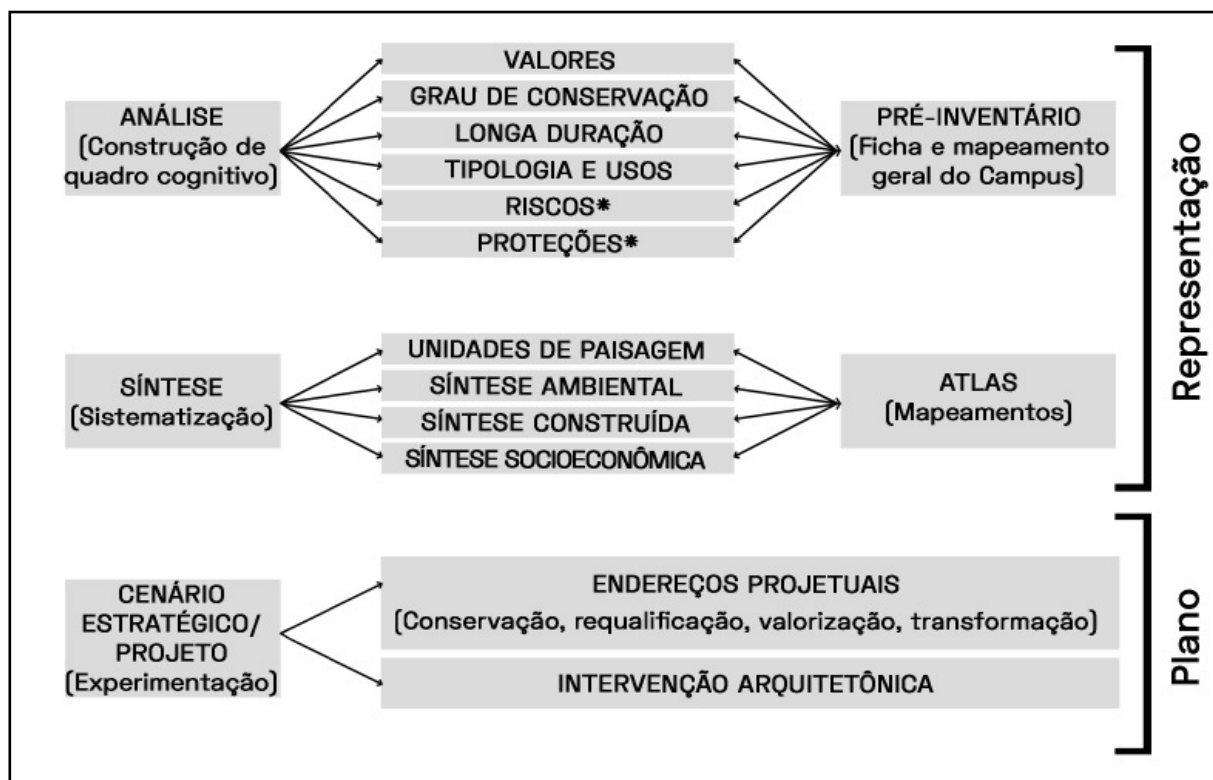 ANÁLISE
(Construção de
quadro cognitivo)
VALORES
GRAU DE CONSERVAÇÃO
LONGA DURAÇÃO
TIPOLOGIA E USOS
RISCOS*
PROTEÇÕES*
PRÉ-INVENTÁRIO
(Ficha e mapeamento
geral do Campus)
SÍNTESE
(Sistematização)
UNIDADES DE PAISAGEM
SÍNTESE AMBIENTAL
SÍNTESE CONSTRUÍDA
SÍNTESE SOCIOECONÔMICA
ATLAS
(Mapeamentos)
Representação
CENÁRIO
ESTRATÉGICO/
PROJETO
(Experimentação)
ENDEREÇOS PROJETUAIS
(Conservação, requalificação, valorização, transformação)
INTERVENÇÃO ARQUITETÔNICA
Plano